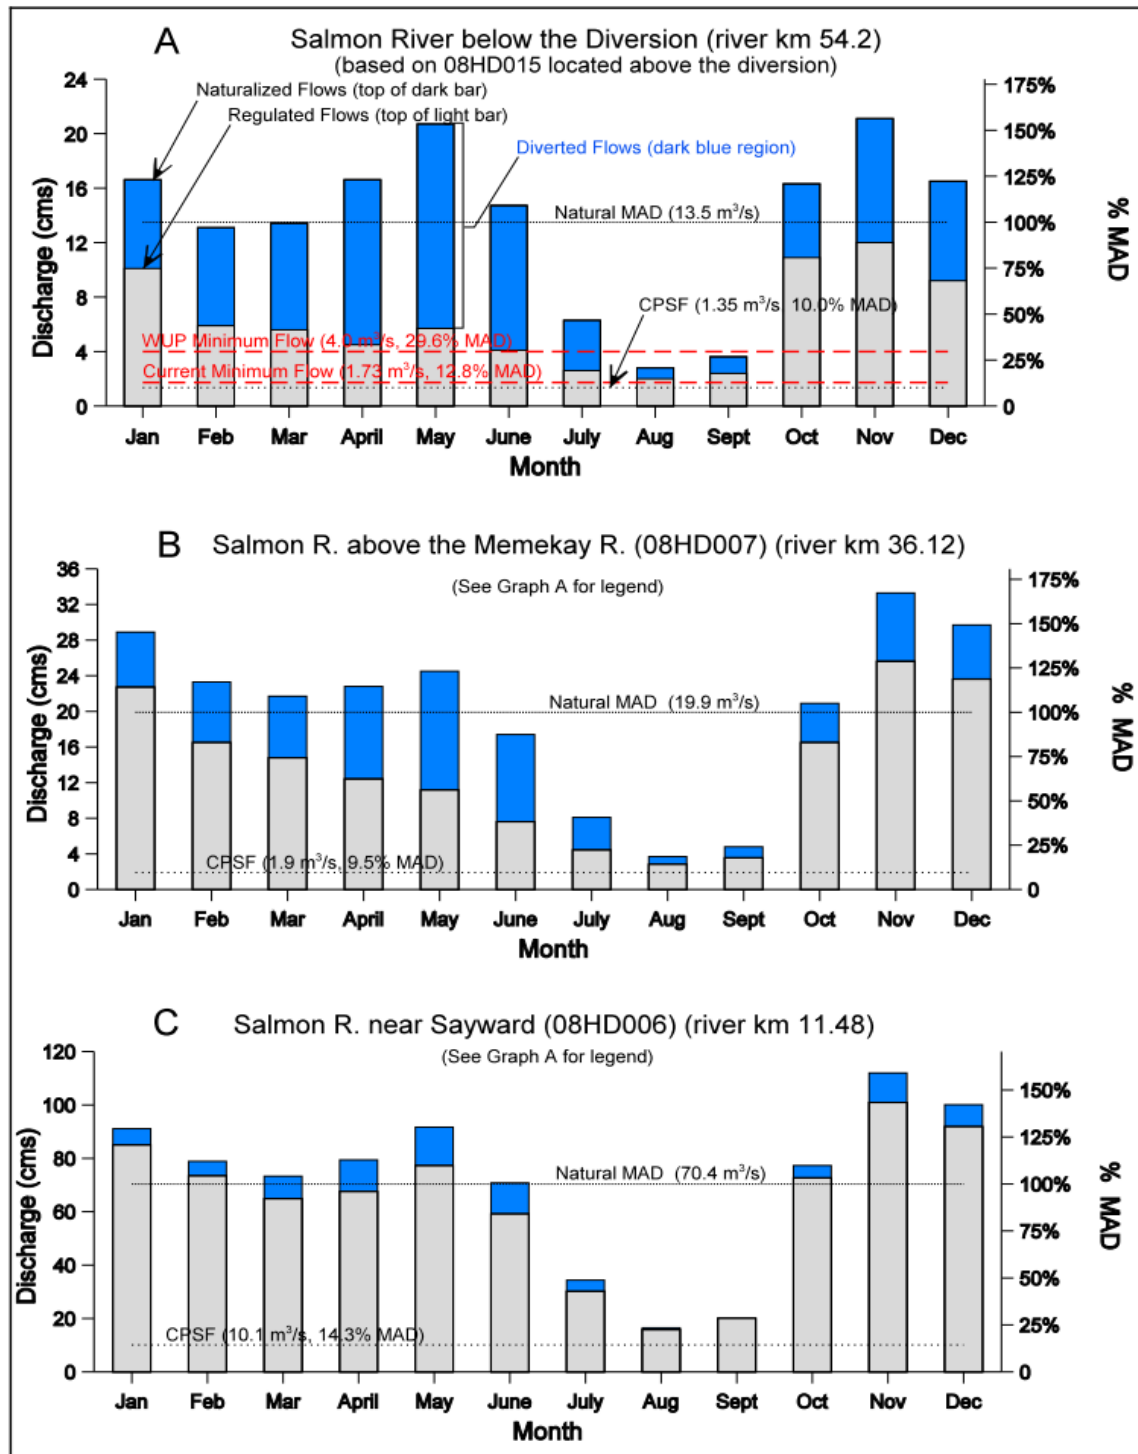 A
Salmon River below the Diversion (river km 54.2)
(based on 08HD015 located above the diversion)
Naturalized Flows (top of dark bar)
Regulated Flows (top of light bar)
Diverted Flows (dark blue region)
Natural MAD (13.5 m³/s)
CPSF (1.35 m³/s, 10.0% MAD)
WUP Minimum Flow (4.0 m³/s, 29.6% MAD)
Current Minimum Flow (1.73 m³/s, 12.8% MAD)
Discharge (cms)
24
20
16
12
8
4
0
% MAD
175%
150%
125%
100%
75%
50%
25%
0
Jan Feb Mar April May June July Aug Sept Oct Nov Dec
Month
B
Salmon R. above the Memekay R. (08HD007) (river km 36.12)
(See Graph A for legend)
Natural MAD (19.9 m³/s)
CPSF (1.9 m³/s, 9.5% MAD)
Discharge (cms)
36
32
28
24
20
16
12
8
4
0
% MAD
175%
150%
125%
100%
75%
50%
25%
0
Jan Feb Mar April May June July Aug Sept Oct Nov Dec
Month
C
Salmon R. near Sayward (08HD006) (river km 11.48)
(See Graph A for legend)
Natural MAD (70.4 m³/s)
CPSF (10.1 m³/s, 14.3% MAD)
Discharge (cms)
120
100
80
60
40
20
0
% MAD
150%
125%
100%
75%
50%
25%
0
Jan Feb Mar April May June July Aug Sept Oct Nov Dec
Month